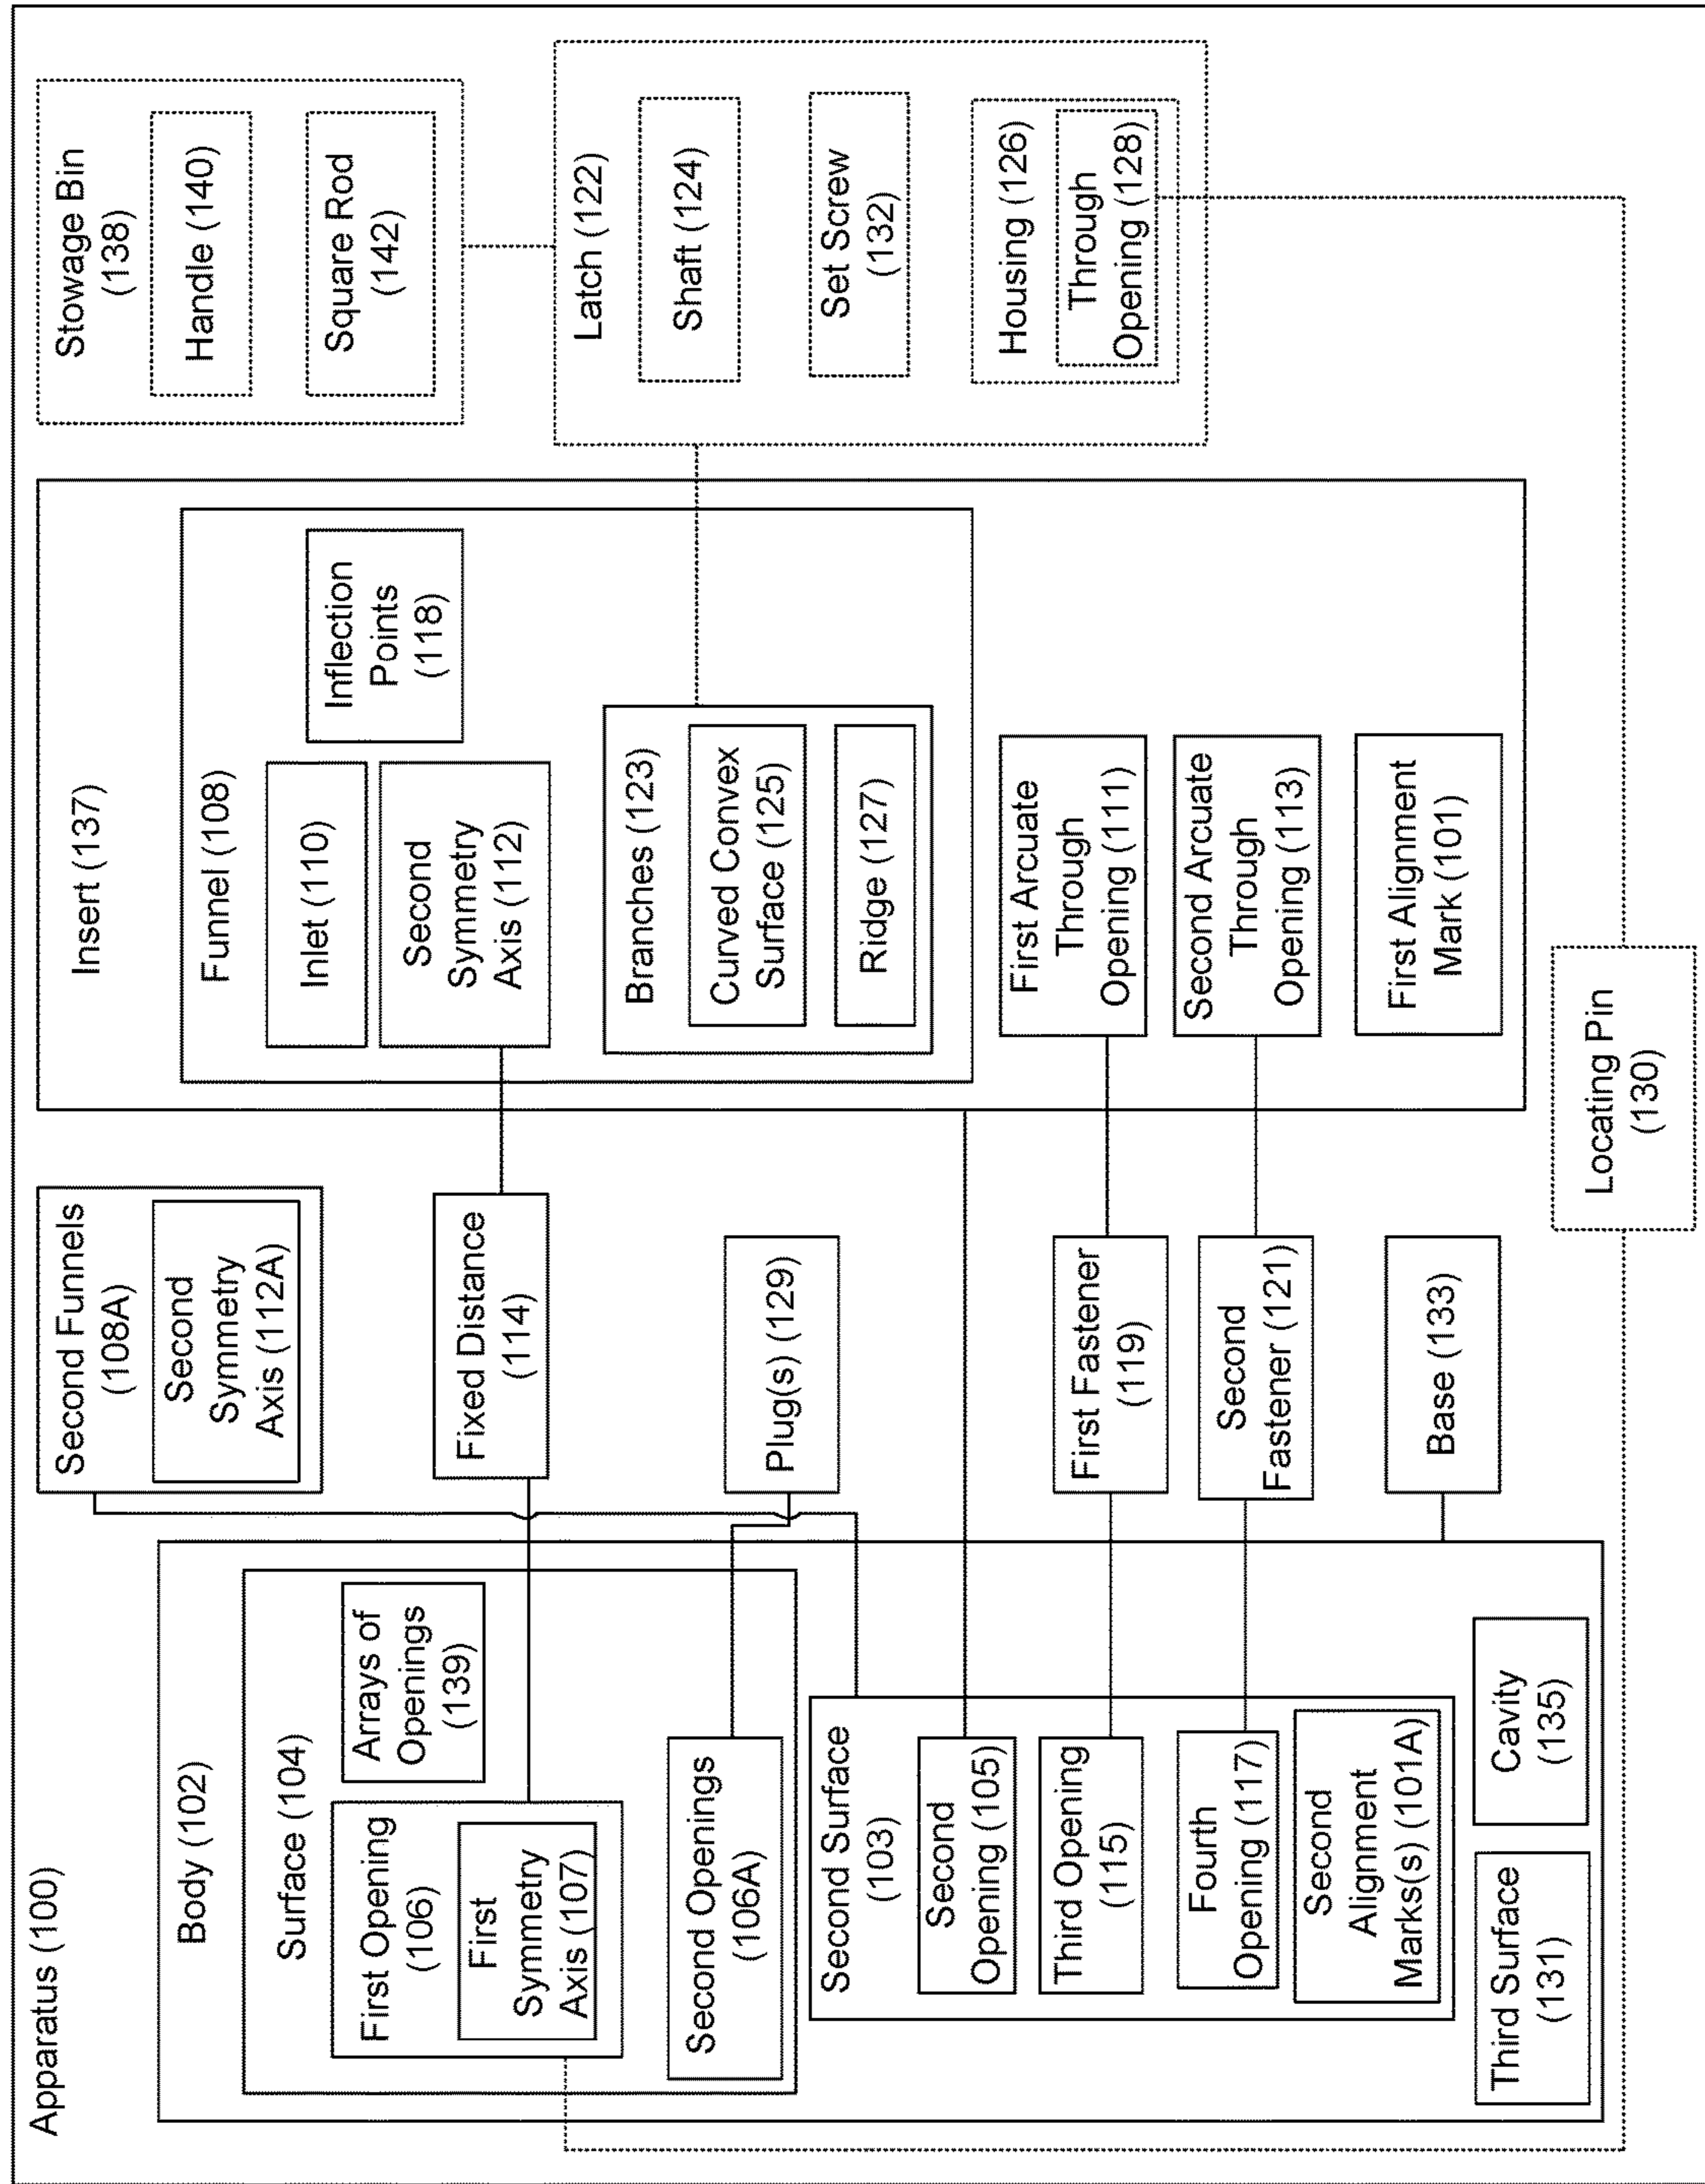 Apparatus (100)
Body (102)
Surface (104)
First Opening
(106)
First
Symmetry
Axis (107)
Arrays of
Openings
(139)
Second Openings
(106A)
Second Surface
(103)
Second
Opening (105)
Third Opening
(115)
Fourth
Opening (117)
Second
Alignment
Marks(s) (101A)
Third Surface
(131)
Cavity
(135)
Second Funnels
(108A)
Second
Symmetry
Axis (112A)
Fixed Distance
(114)
Plug(s) (129)
First Fastener
(119)
Second
Fastener (121)
Base (133)
Locating Pin
(130)
Insert (137)
Funnel (108)
Inlet (110)
Second
Symmetry
Axis (112)
Inflection
Points
(118)
Branches (123)
Curved Convex
Surface (125)
Ridge (127)
First Arcuate
Through
Opening (111)
Second Arcuate
Through
Opening (113)
First Alignment
Mark (101)
Stowage Bin
(138)
Handle (140)
Square Rod
(142)
Latch (122)
Shaft (124)
Set Screw
(132)
Housing (126)
Through
Opening (128)